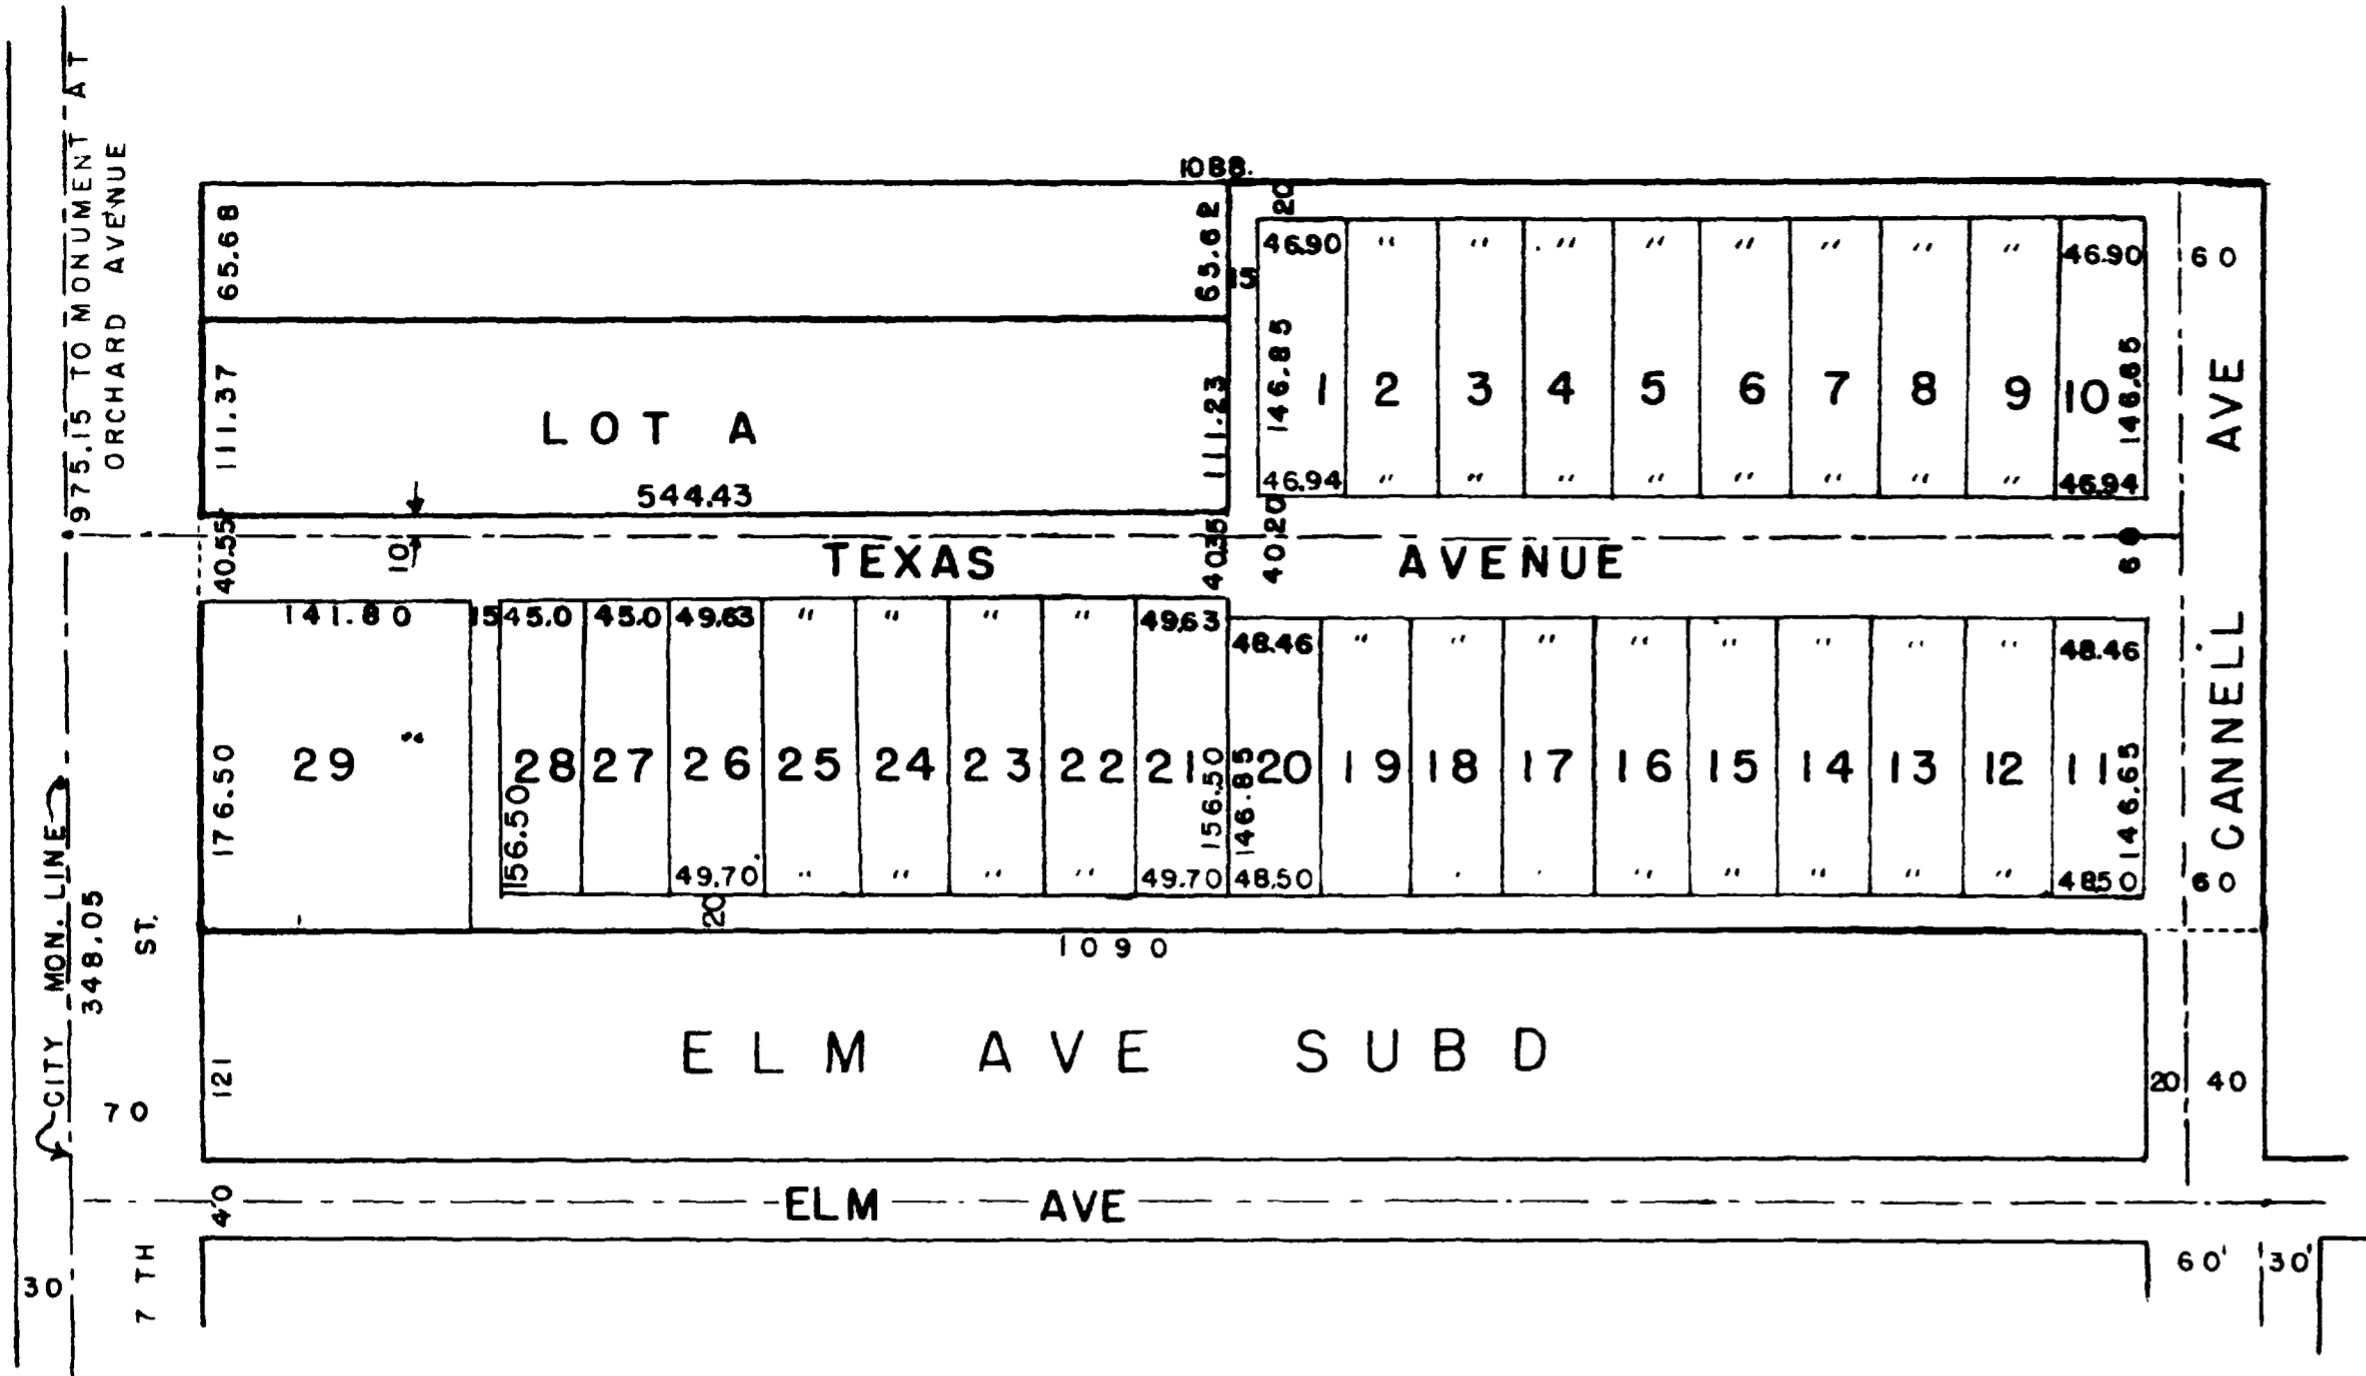 975.15 TO MONUMENT AT
ORCHARD AVENUE
1088.
65.68
65.62
20
15
46.90 " " " " " " " " 46.90
60
111.37
LOT A
111.23
146.85
1 2 3 4 5 6 7 8 9 10
146.85
AVE
544.43
46.94 " " " " " " " " 46.94
40.55
10
TEXAS AVENUE
40.35
40.20
60
141.80 15 45.0 45.0 49.63 " " " " 49.63
48.46 " " " " " " " " 48.46
CANNELL
176.50
29 28 27 26 25 24 23 22 21 20 19 18 17 16 15 14 13 12 11
156.50
156.50
146.85
146.65
49.70 " " " " 49.70 48.50 " " " " " 48.50
60
20
CITY MON. LINE
348.05
1090
ELM AVE SUBD
121
70
20 40
40
ELM AVE
7TH ST.
30
60' 30'